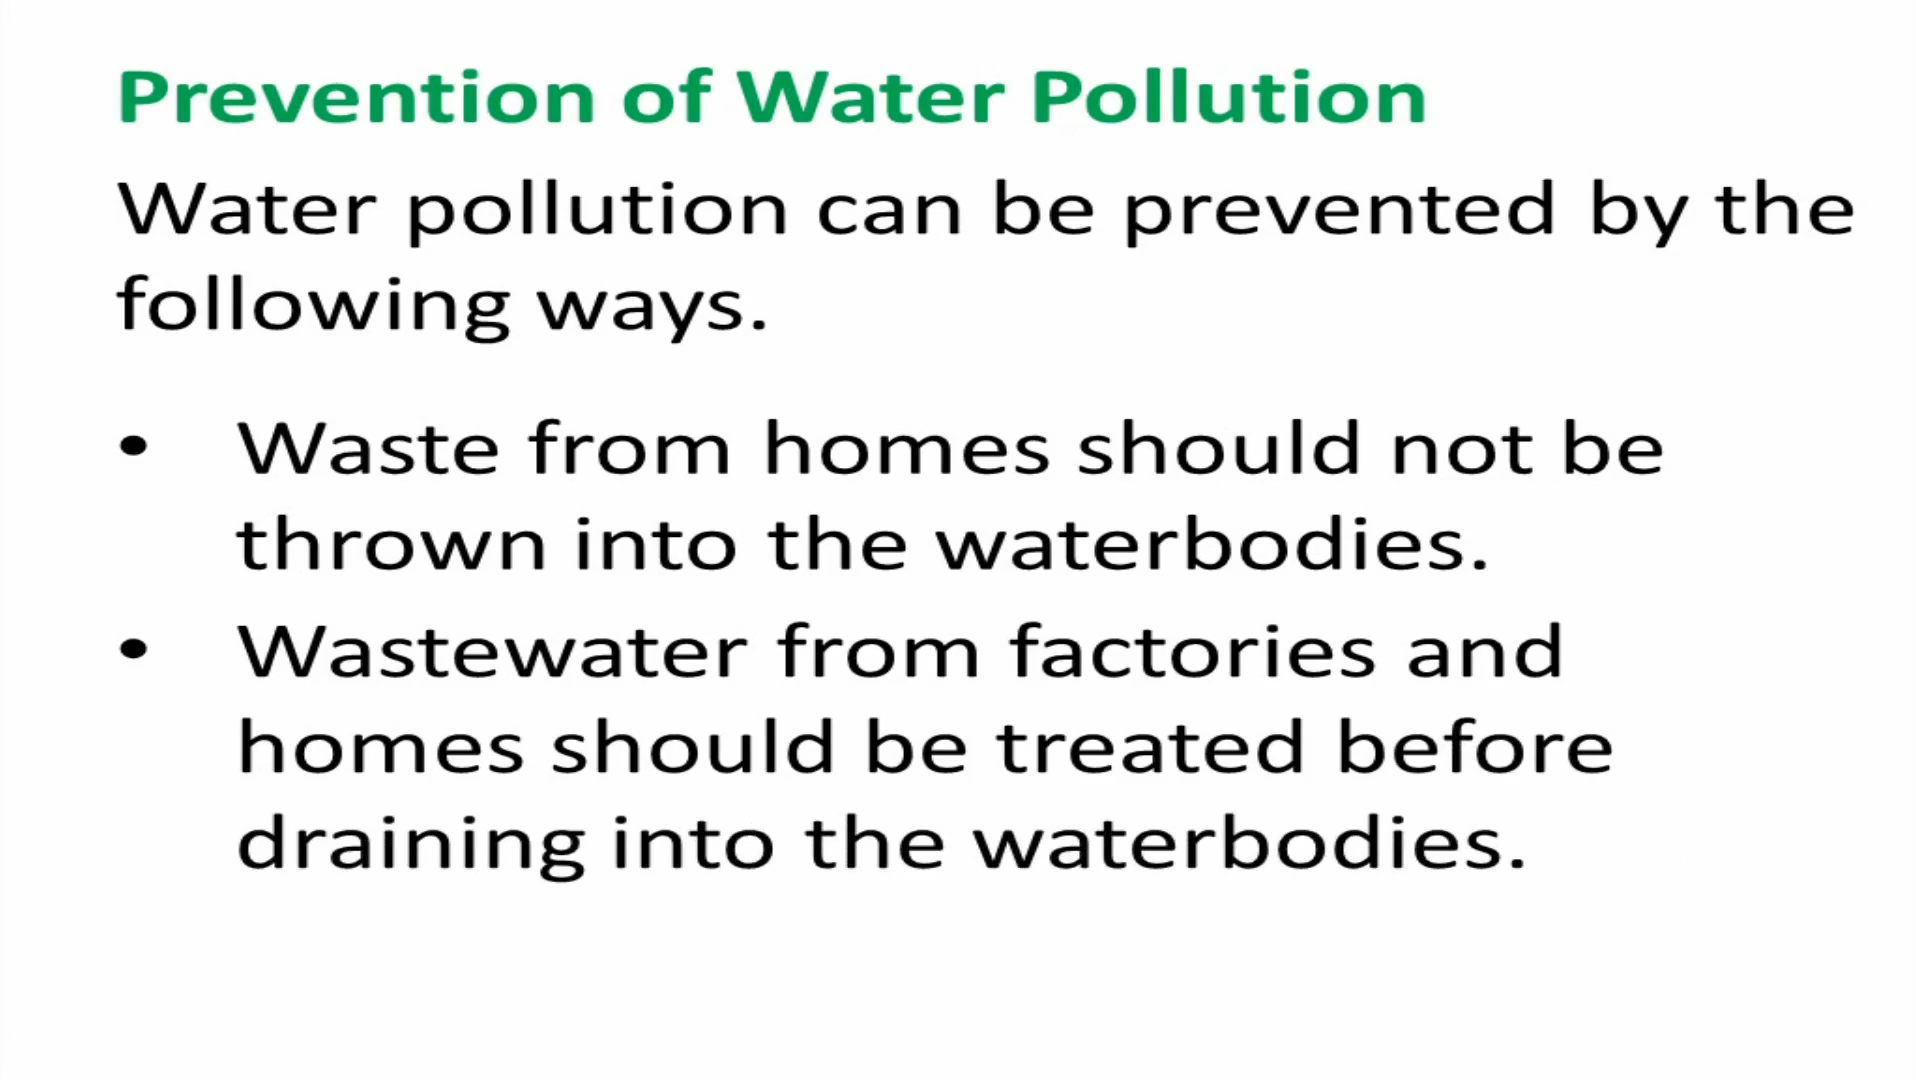 Prevention of Water Pollution
Water pollution can be prevented by the
following ways.
• Waste from homes should not be
thrown into the waterbodies.
• Wastewater from factories and
homes should be treated before
draining into the waterbodies.